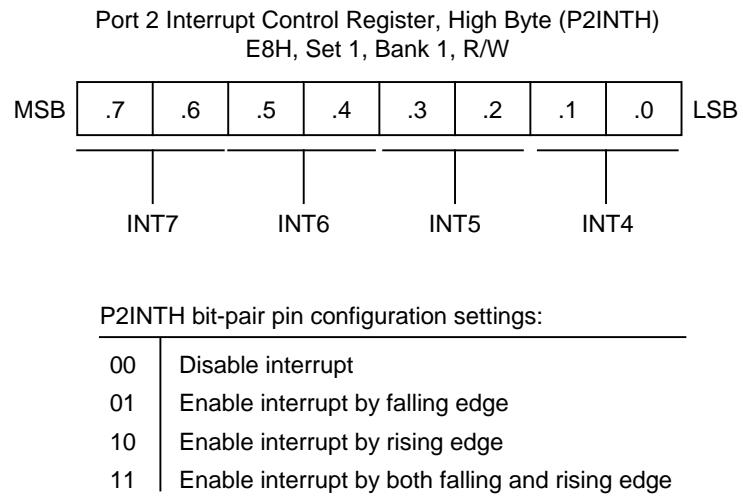 Port 2 Interrupt Control Register, High Byte (P2INTH)
E8H, Set 1, Bank 1, R/W
MSB .7 .6 .5 .4 .3 .2 .1 .0 LSB
INT7 INT6 INT5 INT4
P2INTH bit-pair pin configuration settings:
00 Disable interrupt
01 Enable interrupt by falling edge
10 Enable interrupt by rising edge
11 Enable interrupt by both falling and rising edge